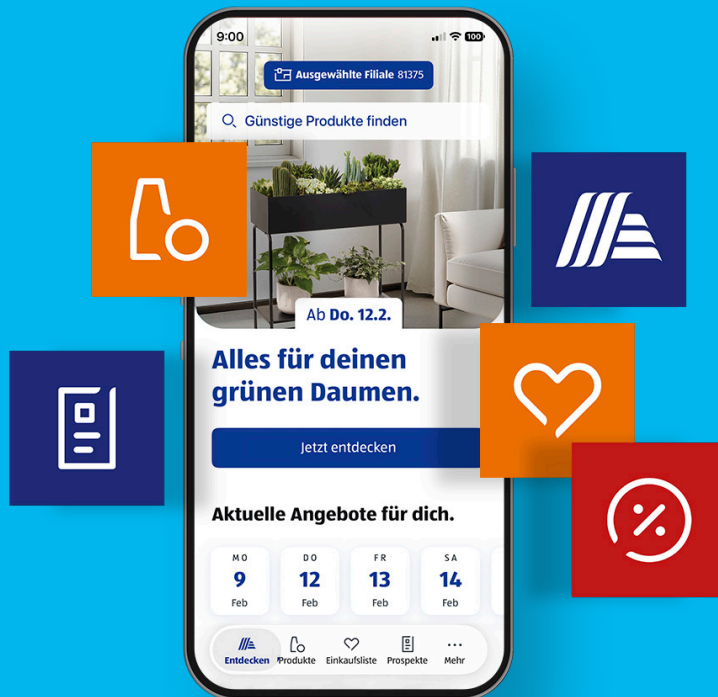 9:00
100
Ausgewählte Filiale 81375
Günstige Produkte finden
Ab Do. 12.2.
Alles für deinen
grünen Daumen.
Jetzt entdecken
Aktuelle Angebote für dich.
MO DO FR SA
9 12 13 14
Feb Feb Feb Feb
Entdecken Produkte Einkaufsliste Prospekte Mehr